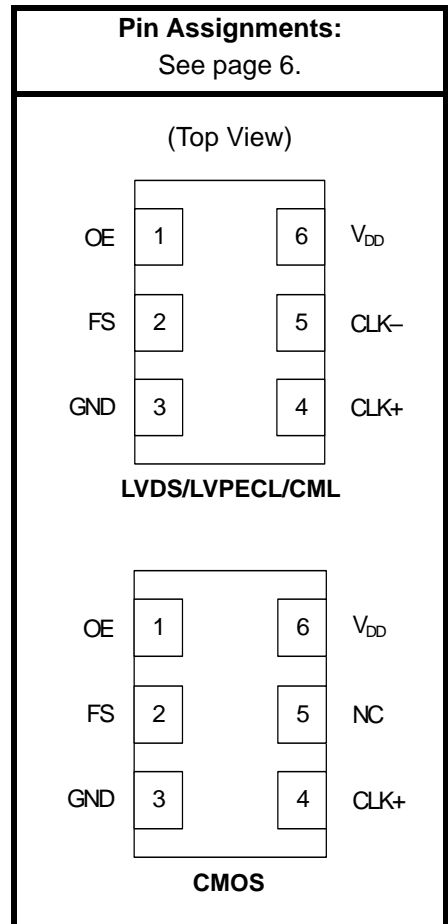 Pin Assignments:
See page 6.
(Top View)
OE 1 6 VDD
FS 2 5 CLK–
GND 3 4 CLK+
LVDS/LVPECL/CML
OE 1 6 VDD
FS 2 5 NC
GND 3 4 CLK+
CMOS